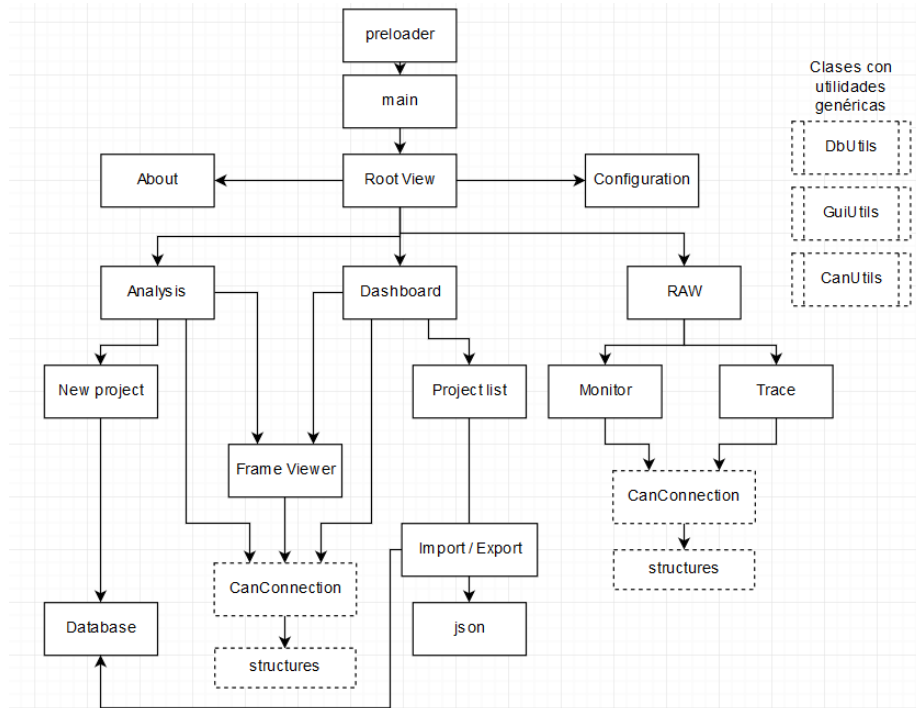 preloader
main
Clases con
utilidades
genéricas
DbUtils
About
Root View
Configuration
GuiUtils
CanUtils
Analysis
Dashboard
RAW
New project
Project list
Monitor
Trace
Frame Viewer
CanConnection
Import / Export
structures
CanConnection
Database
json
structures